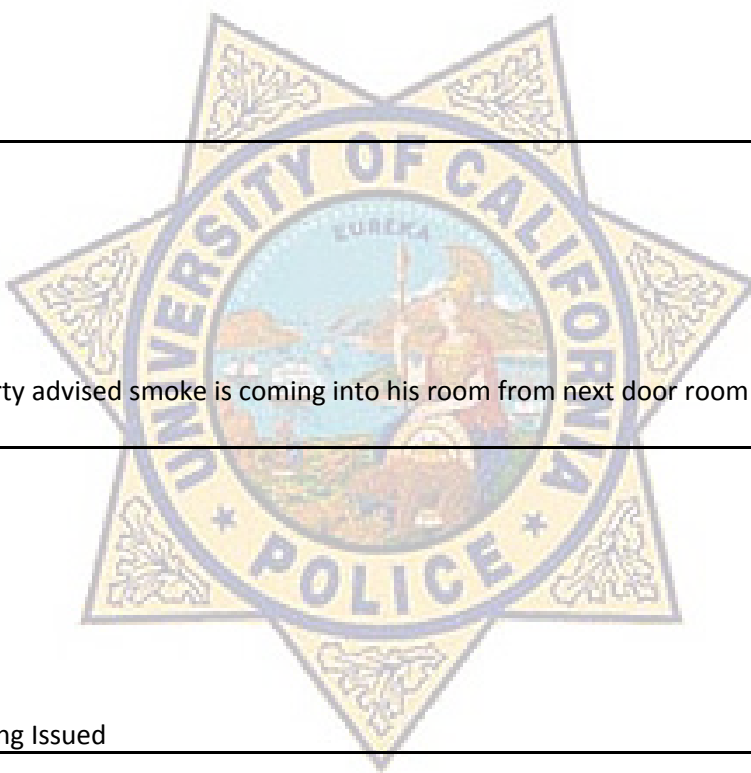 UNIVERSITY OF CALIFORNIA
EUREKA
rty advised smoke is coming into his room from next door room
POLICE
ng Issued